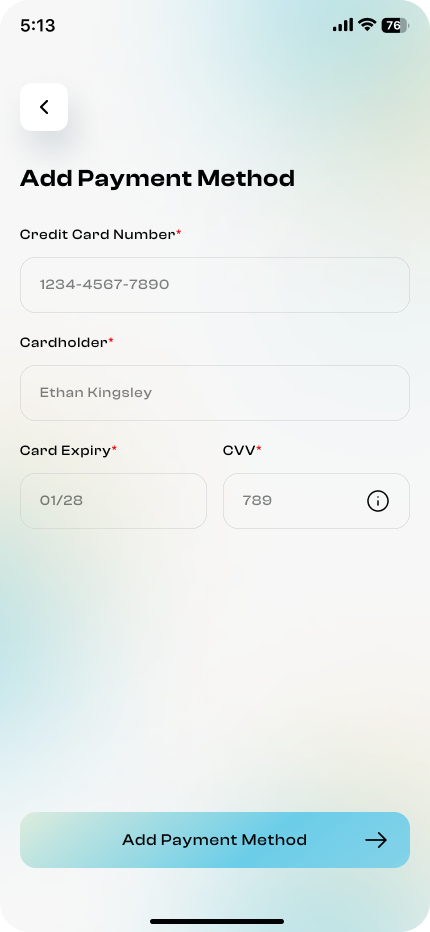 5:13
76
Add Payment Method
Credit Card Number*
1234-4567-7890
Cardholder*
Ethan Kingsley
Card Expiry* CVV*
01/28 789
Add Payment Method